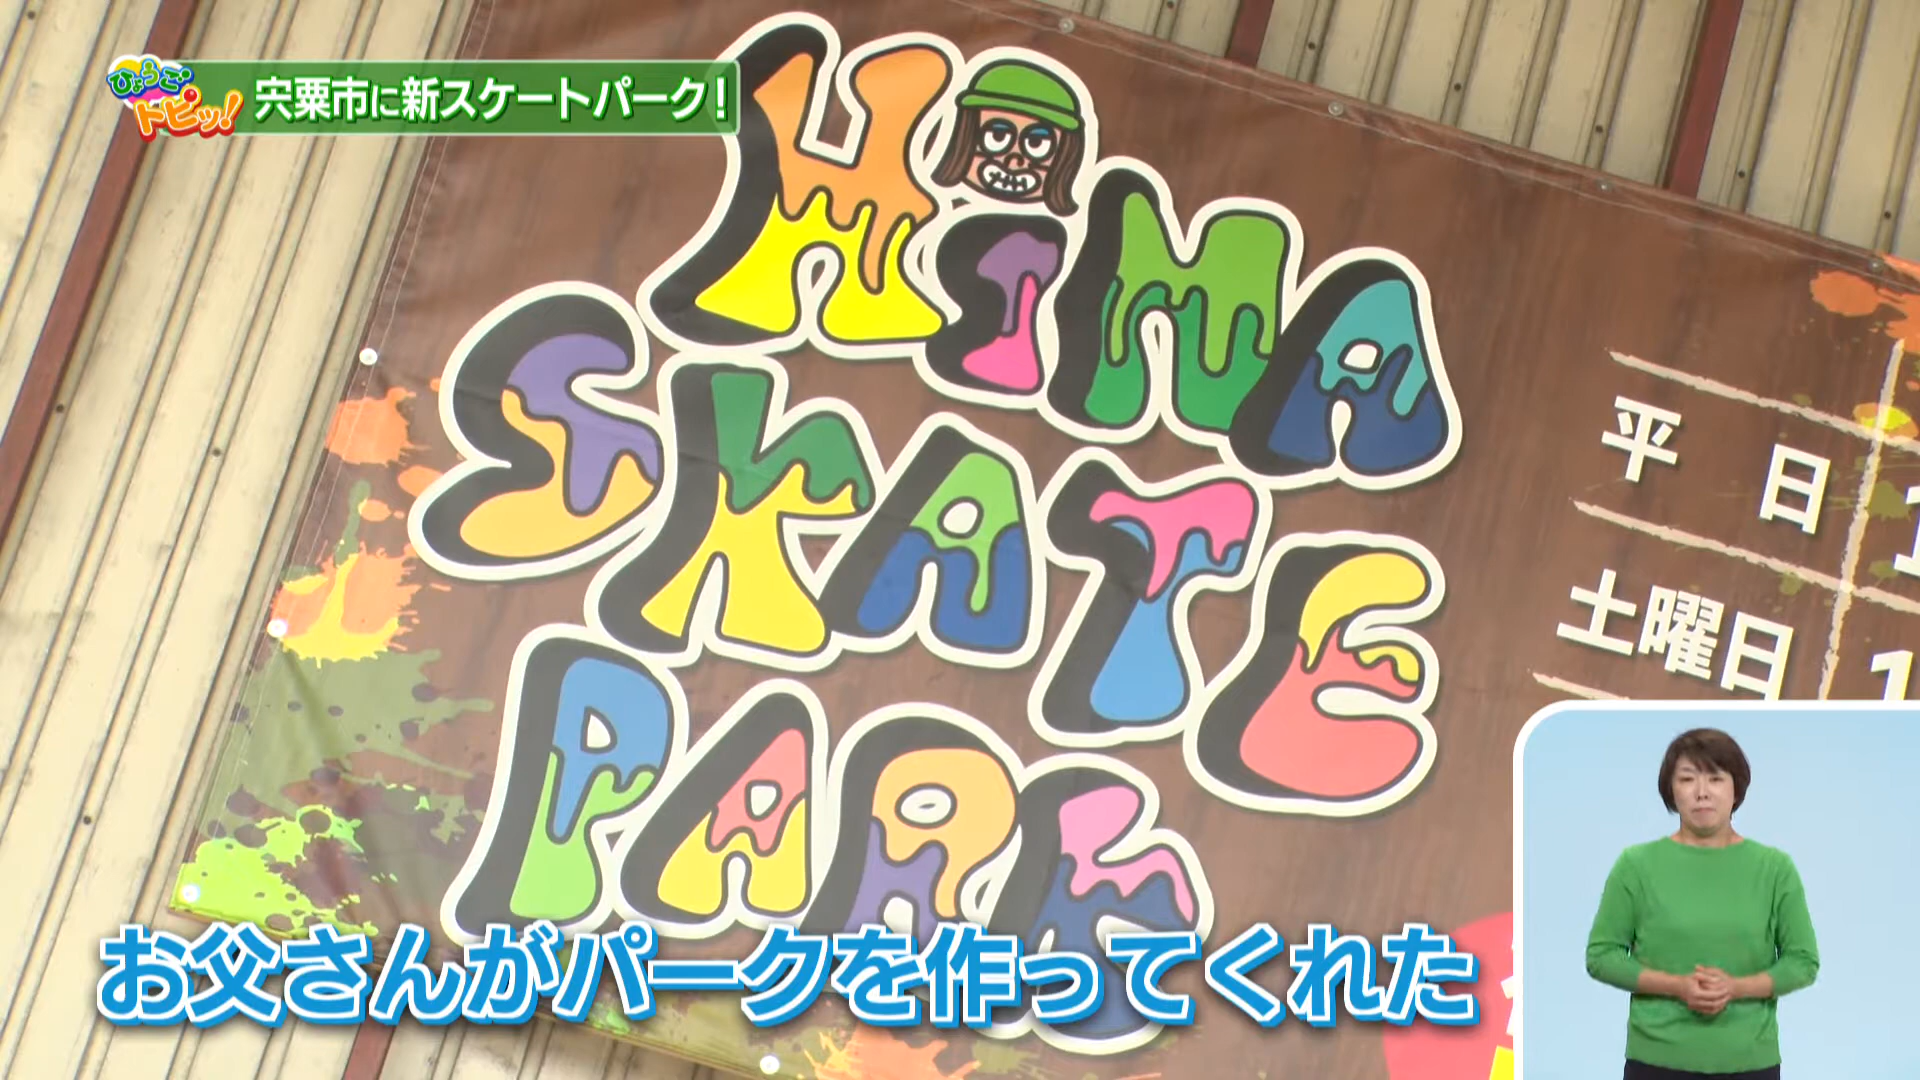 ひょうご
トピッ!
宍粟市に新スケートパーク!
HIMA
SKATE
PARK
平 日
土曜日
お父さんがパークを作ってくれた